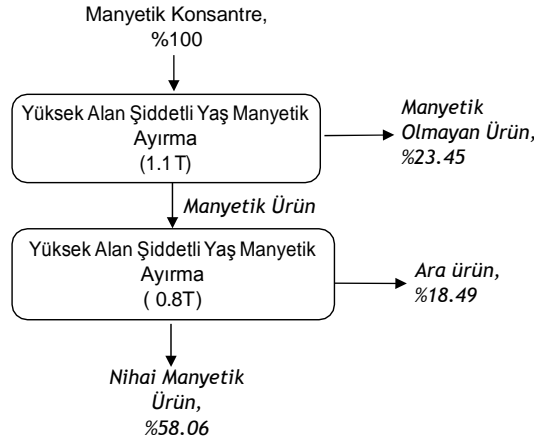 Manyetik Konsantre,
%100
Yüksek Alan Şiddetli Yaş Manyetik
Ayırma
(1.1 T)
Manyetik
Olmayan Ürün,
%23.45
Manyetik Ürün
Yüksek Alan Şiddetli Yaş Manyetik
Ayırma
( 0.8T)
Ara ürün,
%18.49
Nihai Manyetik
Ürün,
%58.06